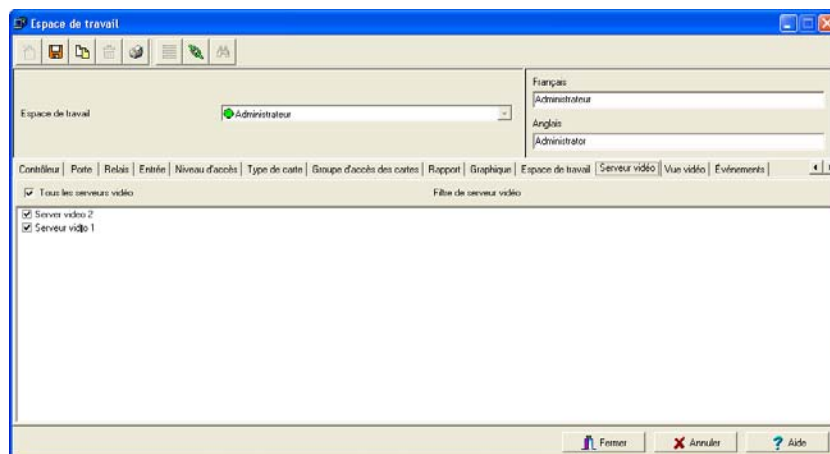 Espace de travail
Français
Administrateur
Espace de travail
Administrateur
Anglais
Administrator
Contrôleur Porte Relais Entrée Niveau d'accès Type de carte Groupe d'accès des cartes Rapport Graphique Espace de travail Serveur vidéo Vue vidéo Événements
Tous les serveurs vidéo Filtre de serveur vidéo
Server video 2
Serveur vidéo 1
Fermer Annuler Aide